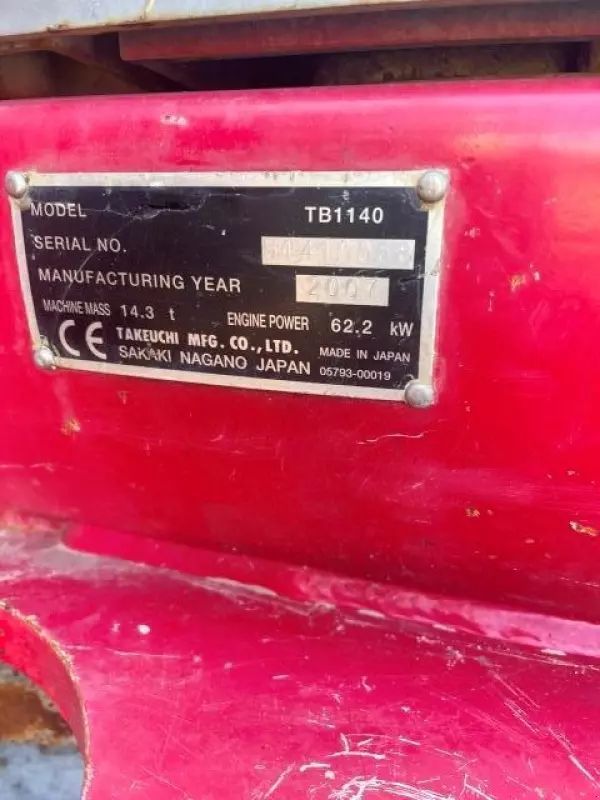 MODEL TB1140
SERIAL NO.
MANUFACTURING YEAR 2007
MACHINE MASS 14.3 t ENGINE POWER 62.2 kW
CE TAKEUCHI MFG. CO., LTD. MADE IN JAPAN
SAKAKI NAGANO JAPAN 05793-00019